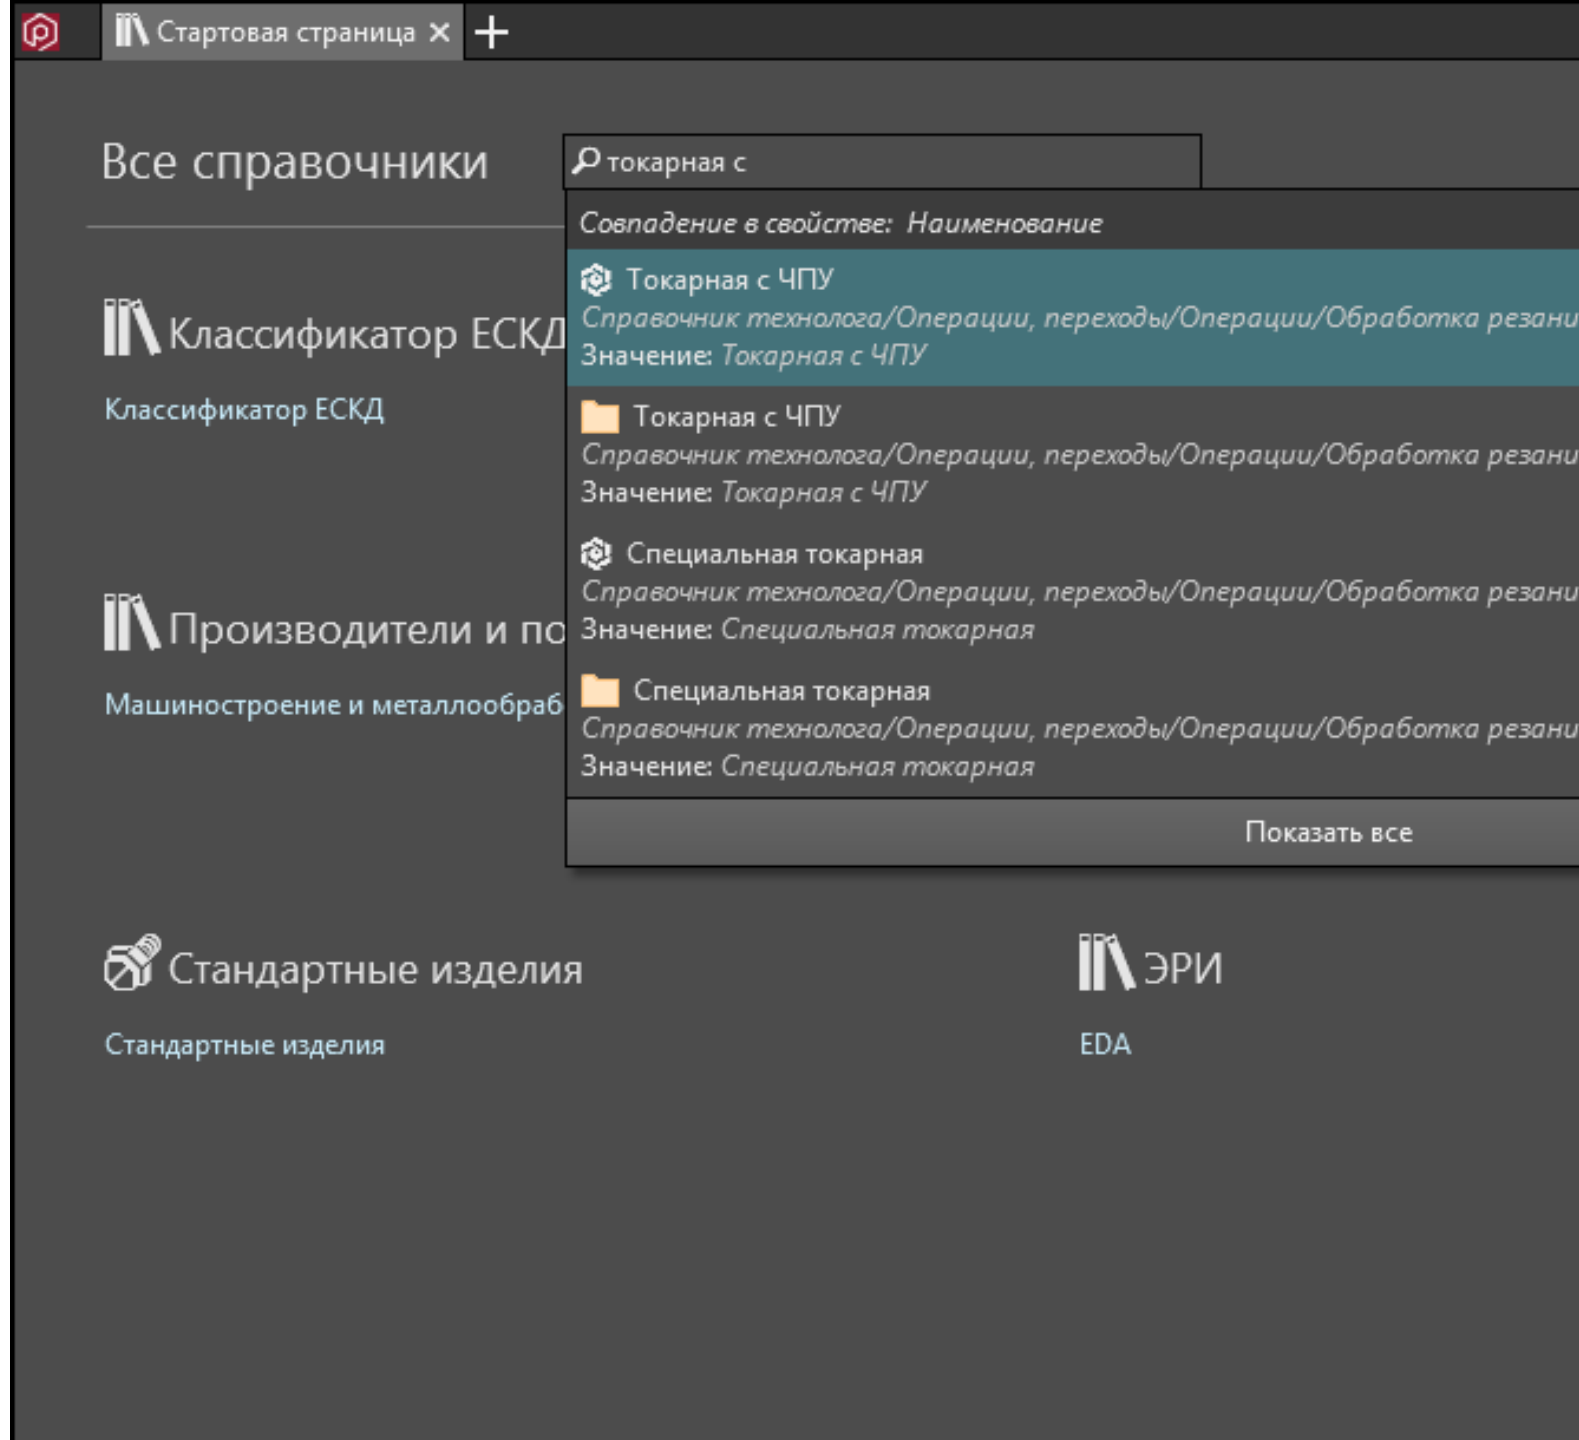 Стартовая страница
Все справочники
токарная с
Совпадение в свойстве: Наименование
Токарная с ЧПУ
Справочник технолога/Операции, переходы/Операции/Обработка резани
Значение: Токарная с ЧПУ
Токарная с ЧПУ
Справочник технолога/Операции, переходы/Операции/Обработка резани
Значение: Токарная с ЧПУ
Специальная токарная
Справочник технолога/Операции, переходы/Операции/Обработка резани
Значение: Специальная токарная
Специальная токарная
Справочник технолога/Операции, переходы/Операции/Обработка резани
Значение: Специальная токарная
Показать все
Классификатор ЕСКД
Классификатор ЕСКД
Производители и по
Машиностроение и металлообраб
Стандартные изделия
Стандартные изделия
ЭРИ
EDA